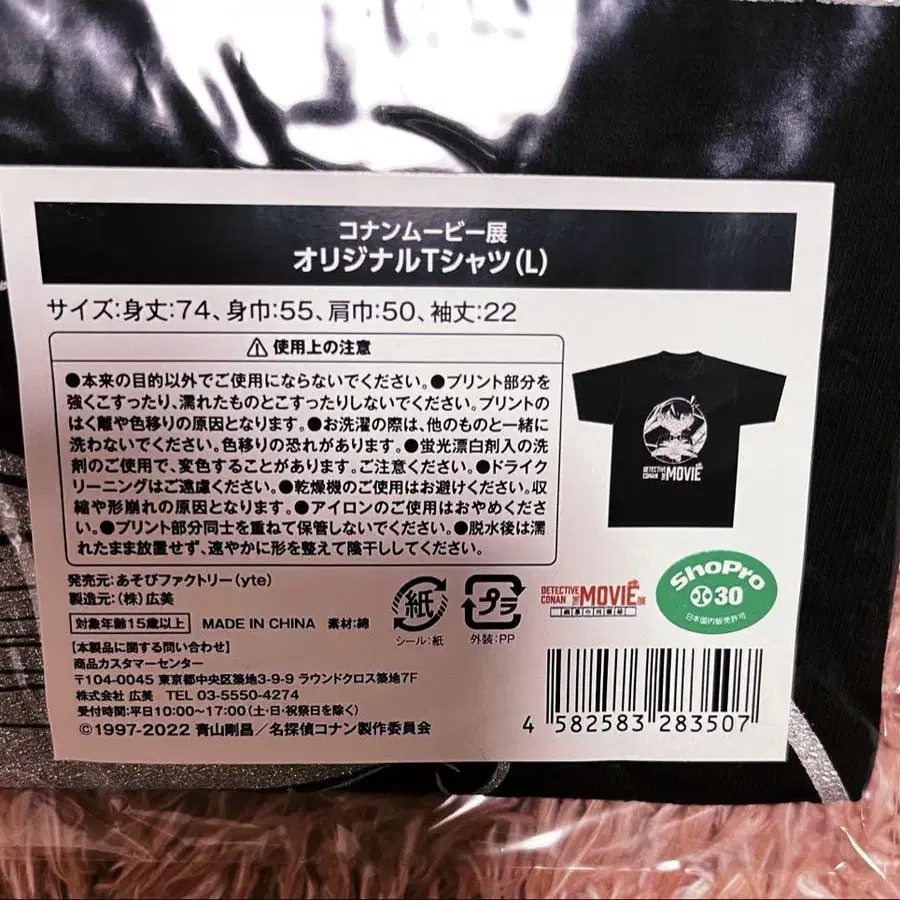 コナンムービー展
オリジナルTシャツ(L)
サイズ:身丈:74、身巾:55、肩巾:50、袖丈:22
⚠使用上の注意
●本来の目的以外でご使用にならないでください。●プリント部分を
強くこすったり、濡れたものとこすったりしないでください。プリントの
はく離や色移りの原因となります。●お洗濯の際は、他のものと一緒に
洗わないでください。色移りの恐れがあります。●蛍光漂白剤入の洗
剤のご使用で、変色することがあります。ご注意ください。●ドライク
リーニングはご遠慮ください。●乾燥機のご使用はお避けください。収
縮や形崩れの原因となります。●アイロンのご使用はおやめくださ
い。●プリント部分同士を重ねて保管しないでください。●脱水後は濡
れたまま放置せず、速やかに形を整えて陰干ししてください。
DETECTIVE
CONAN MOVIE
発売元:あそびファクトリー(yte)
製造元:(株)広美
対象年齢15歳以上 MADE IN CHINA 素材:綿
紙
シール:紙
プラ
外装:PP
DETECTIVE
CONAN THE MOVIE展
ShoPro
30
日本国内販売許可
【本製品に関する問い合わせ】
商品カスタマーセンター
〒104-0045 東京都中央区築地3-9-9 ラウンドクロス築地7F
株式会社 広美 TEL 03-5550-4274
受付時間:平日10:00〜17:00(土・日・祝祭日を除く)
©1997-2022 青山剛昌/名探偵コナン製作委員会
4 582583 283507